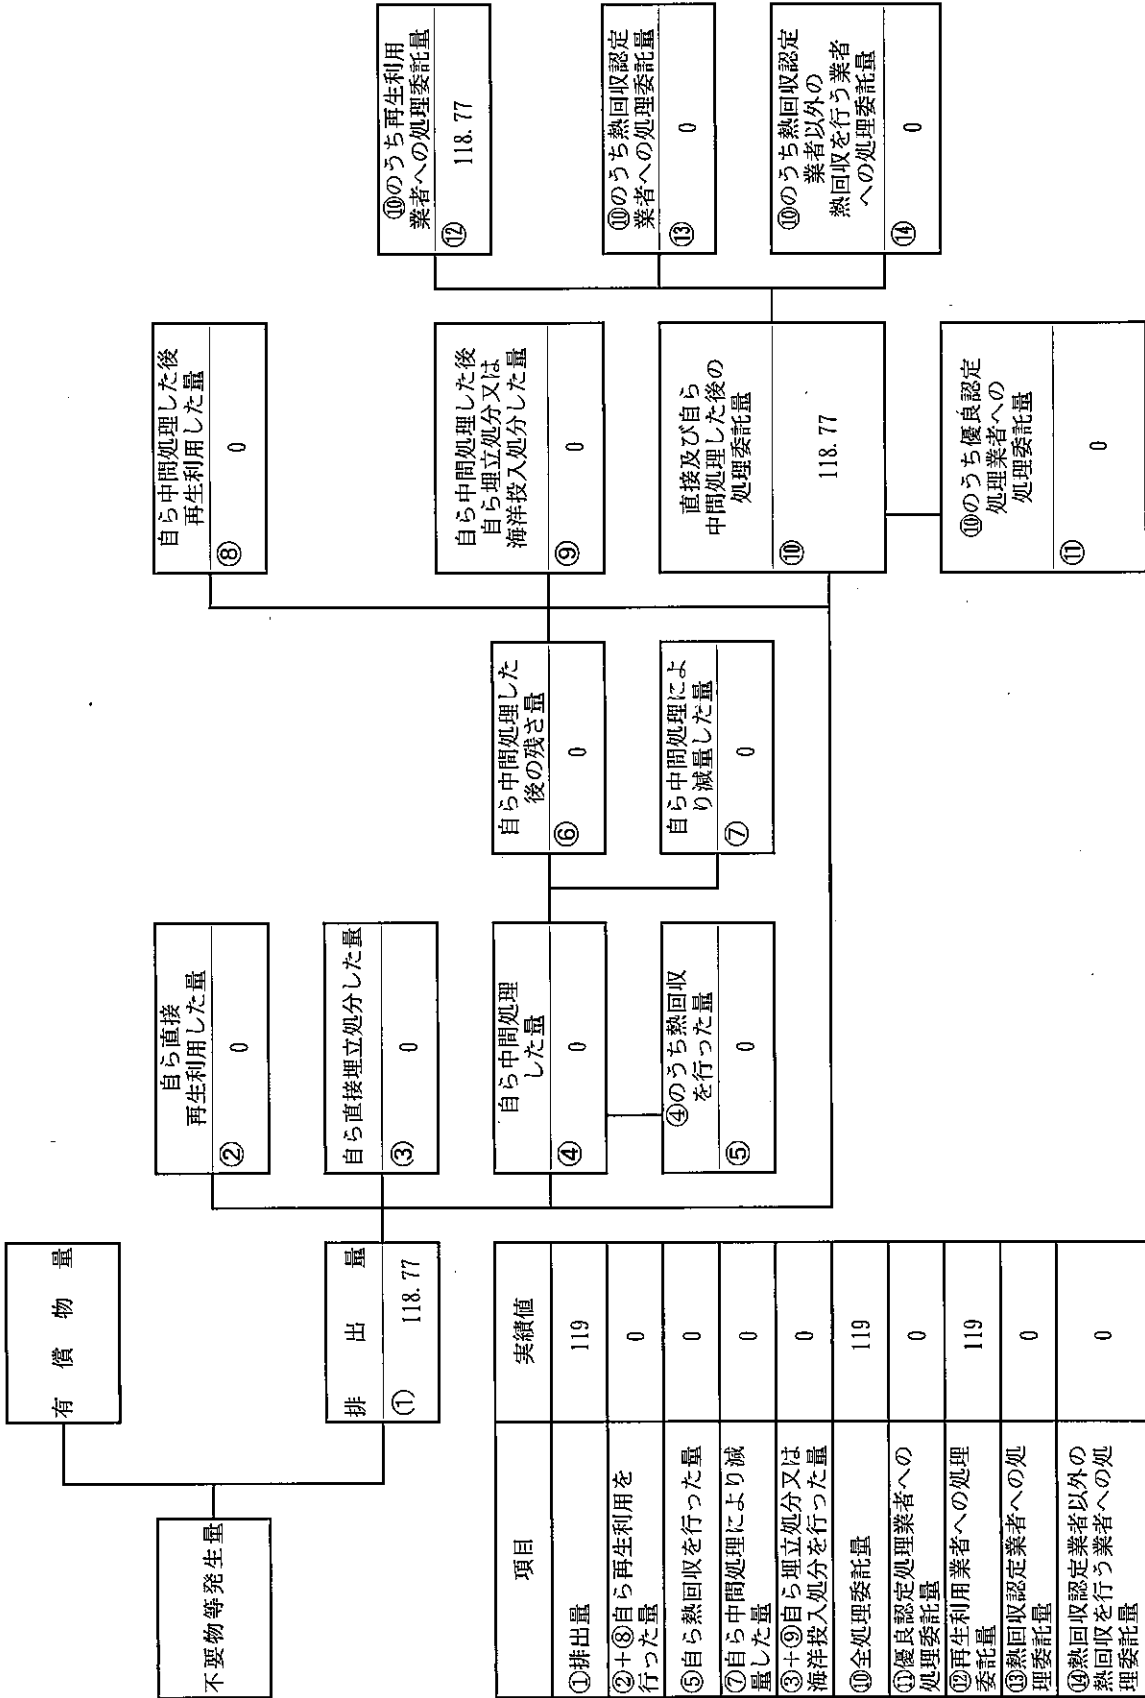 不要物等発生量
有償物量
排出量
① 118.77
自ら直接
再生利用した量
② 0
自ら直接埋立処分した量
③ 0
自ら中間処理
した量
④ 0
④のうち熱回収
を行った量
⑤ 0
自ら中間処理した
後の残さ量
⑥ 0
自ら中間処理によ
り減量した量
⑦ 0
自ら中間処理した後
再生利用した量
⑧ 0
自ら中間処理した後
自ら埋立処分又は
海洋投入処分した量
⑨ 0
直接及び自ら
中間処理した後の
処理委託量
⑩ 118.77
⑩のうち優良認定
処理業者への
処理委託量
⑪ 0
⑩のうち再生利用
業者への処理委託量
⑫ 118.77
⑩のうち熱回収認定
業者への処理委託量
⑬ 0
⑩のうち熱回収認定
業者以外の
熱回収を行う業者
への処理委託量
⑭ 0
項目 実績値
①排出量 119
②+⑧自ら再生利用を
行った量 0
⑤自ら熱回収を行った量 0
⑦自ら中間処理により減
量した量 0
③+⑨自ら埋立処分又は
海洋投入処分を行った量 0
⑩全処理委託量 119
⑪優良認定処理業者への
処理委託量 0
⑫再生利用業者への処理
委託量 119
⑬熱回収認定業者への処
理委託量 0
⑭熱回収認定業者以外の
熱回収を行う業者への処
理委託量 0